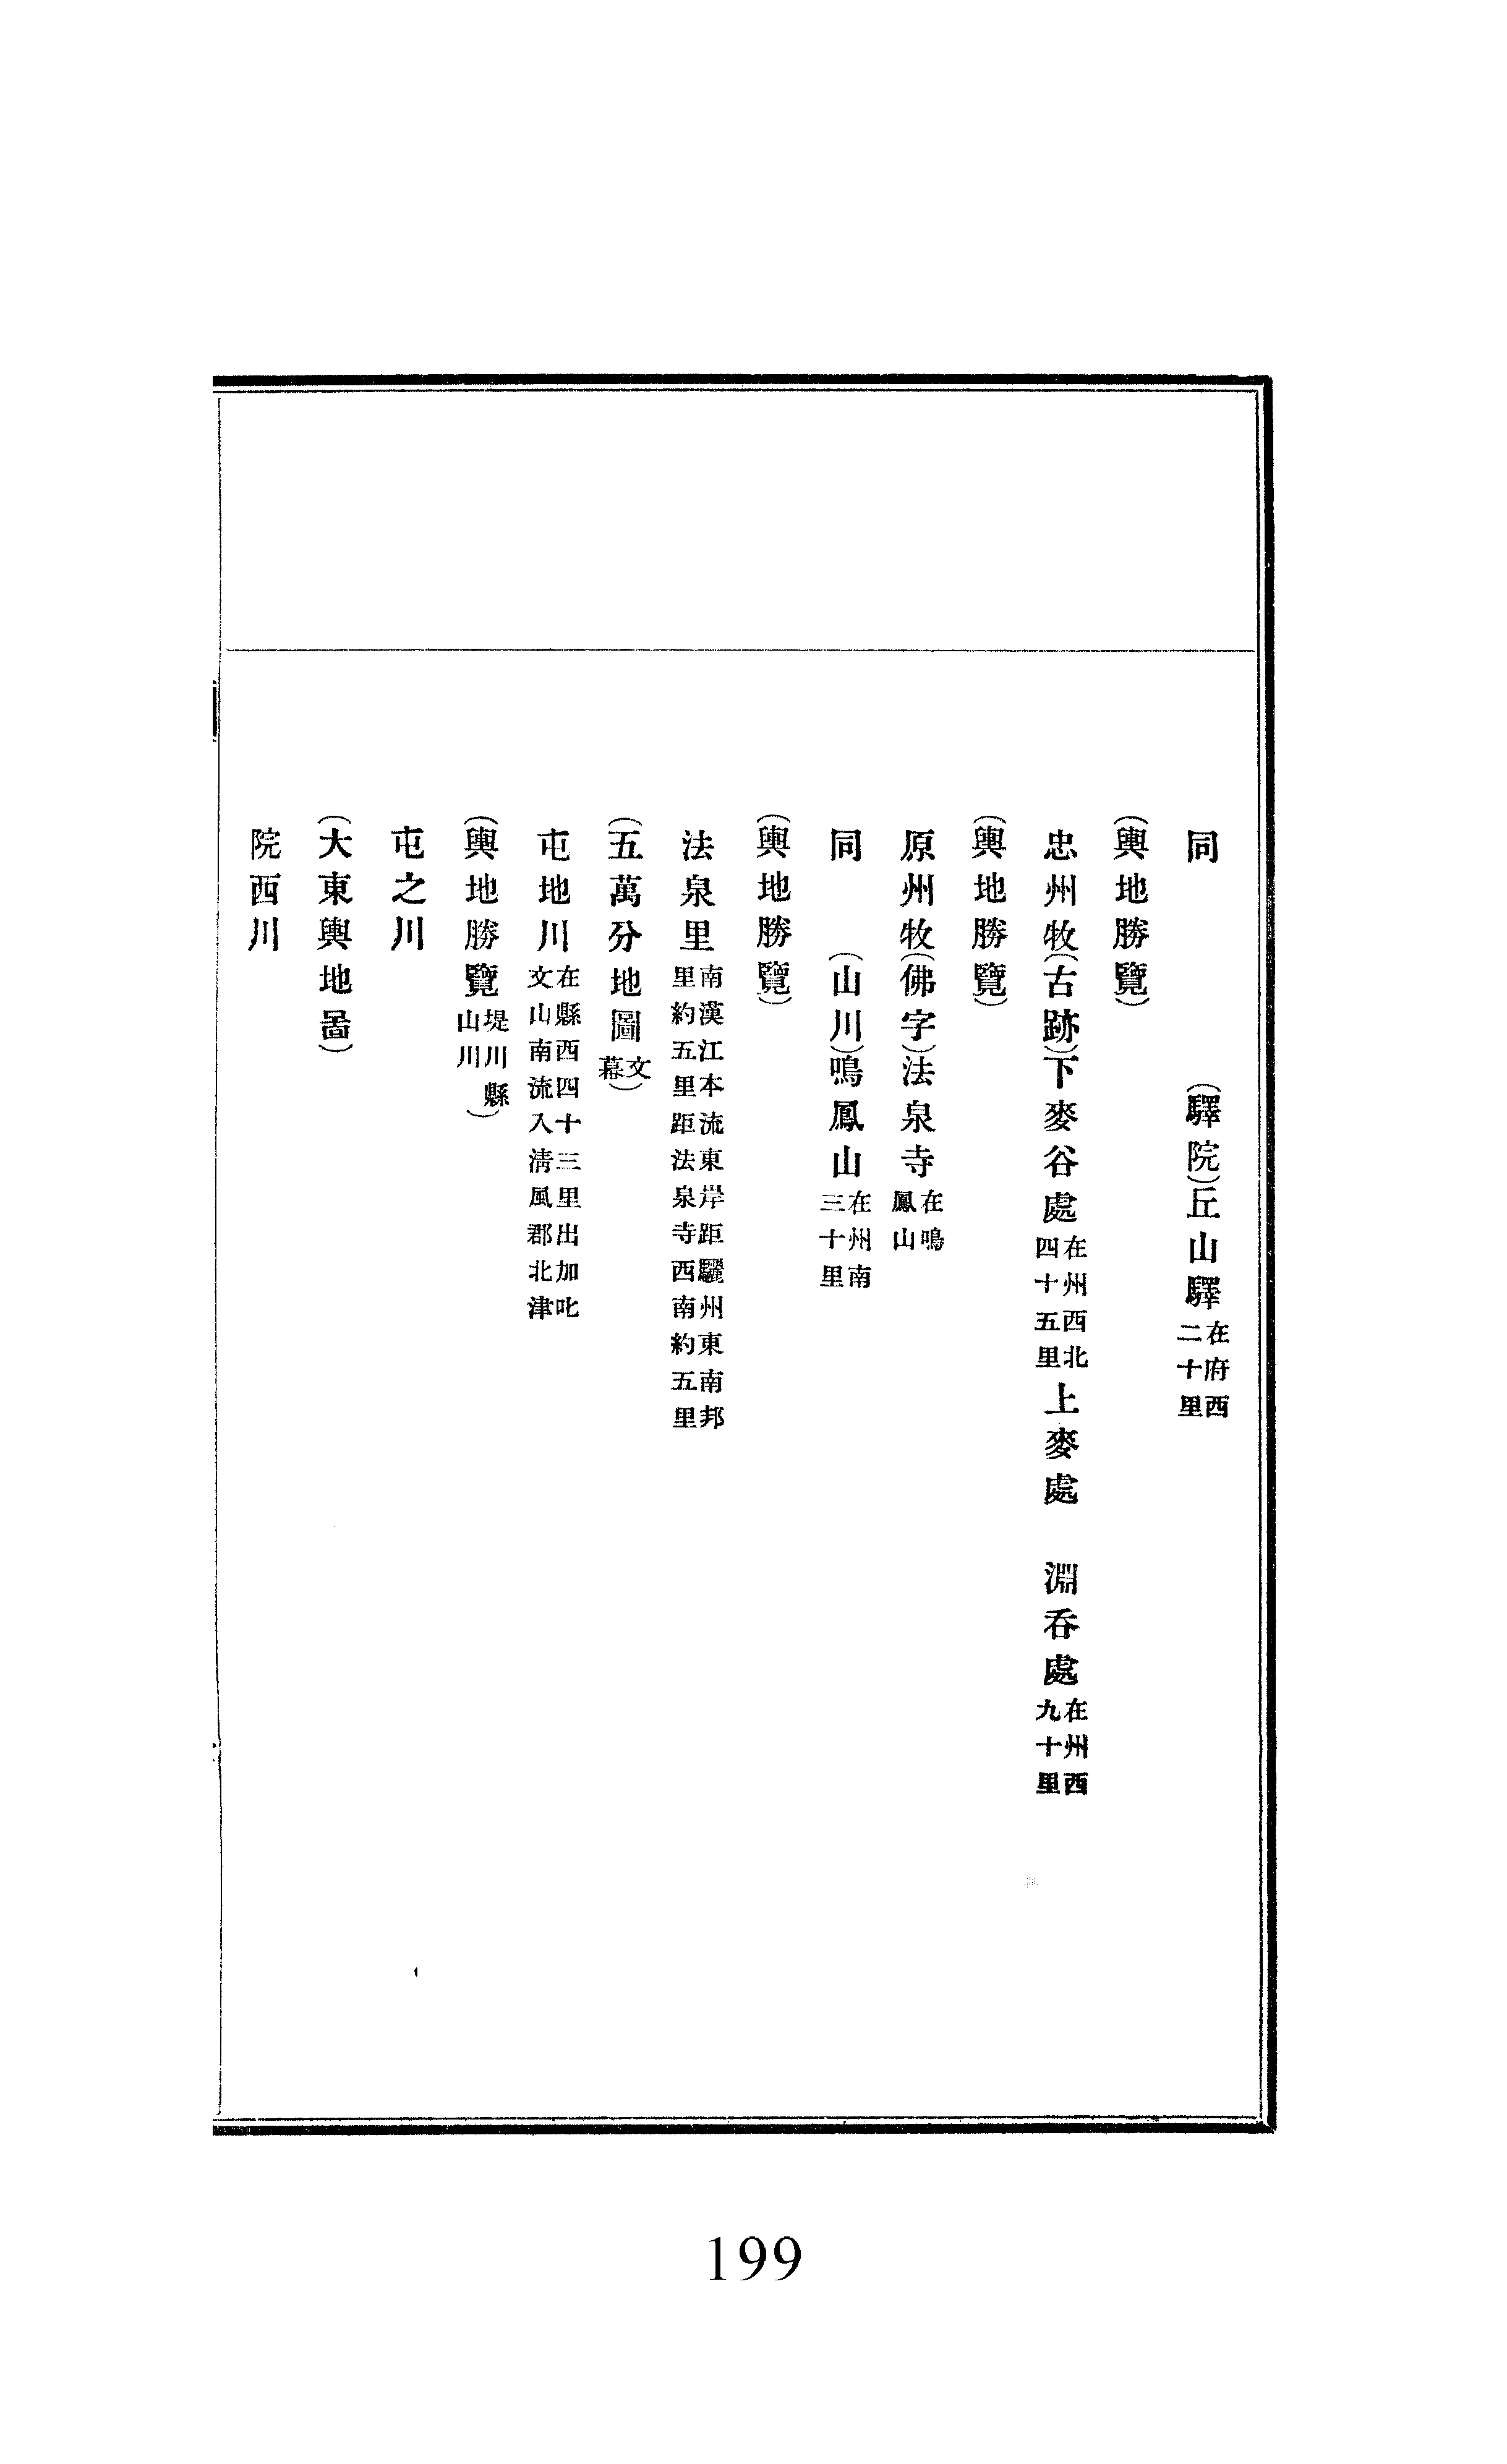 同　　　　　(驛院)丘山驛在府西二十里
(輿地勝覽)
忠州牧(古跡)下麥谷處在州西北四十五里上麥處　淵呑處在州西九十里
(輿地勝覽)
原州牧(佛字)法泉寺在鳴鳳山
同　　(山川)鳴鳳山在州南三十里
(輿地勝覽)
法泉里南漢江本流東岸距驪州東南邦里約五里距法泉寺西南約五里
(五萬分地圖文幕)
屯地川在縣西四十三里出加叱文山南流入淸風郡北津
(輿地勝覽堤川縣山川)
屯之川
(大東輿地啚)
院西川
199